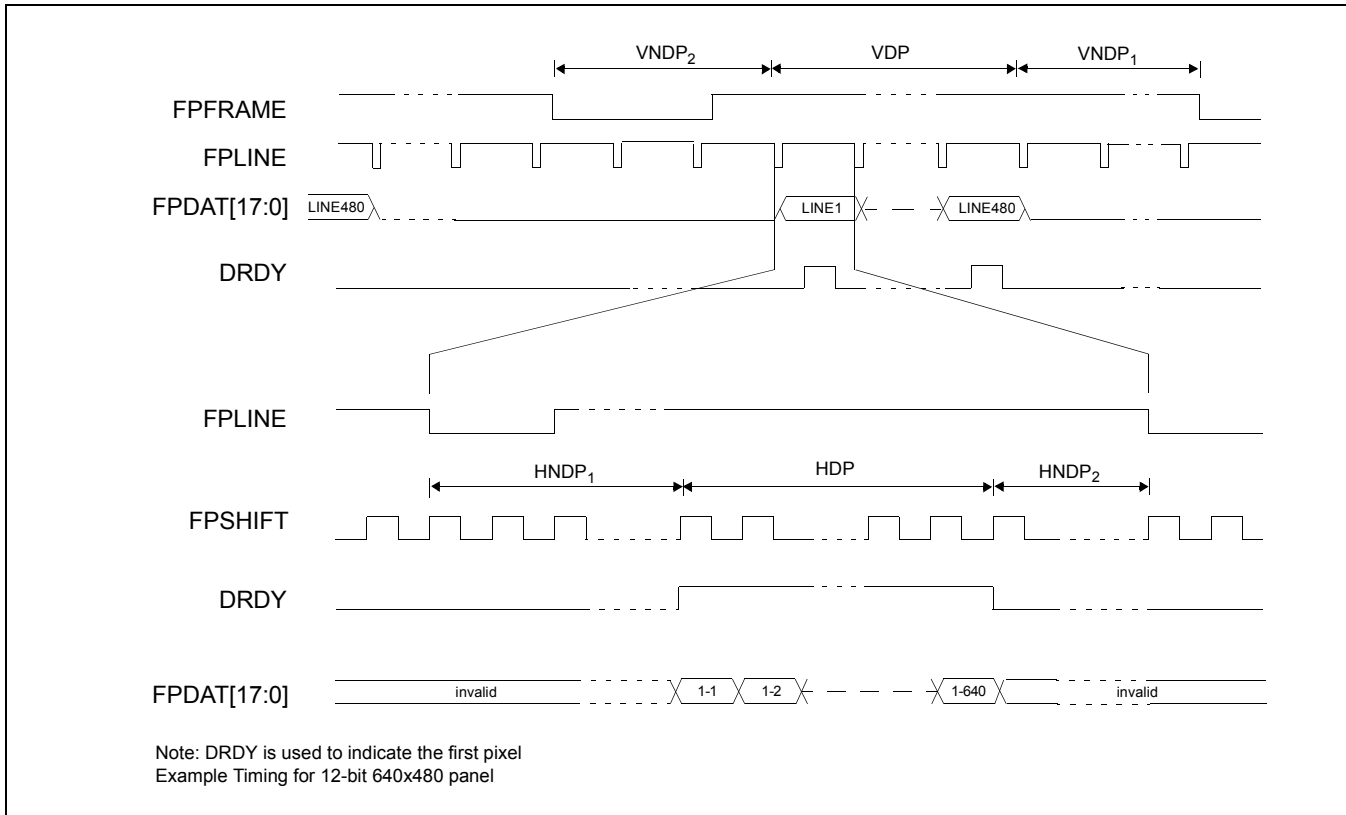 VNDP2 VDP VNDP1
FPFRAME
FPLINE
FPDAT[17:0] LINE480 LINE1 LINE480
DRDY
FPLINE
HNDP1 HDP HNDP2
FPSHIFT
DRDY
FPDAT[17:0] invalid 1-1 1-2 1-640 invalid
Note: DRDY is used to indicate the first pixel
Example Timing for 12-bit 640x480 panel